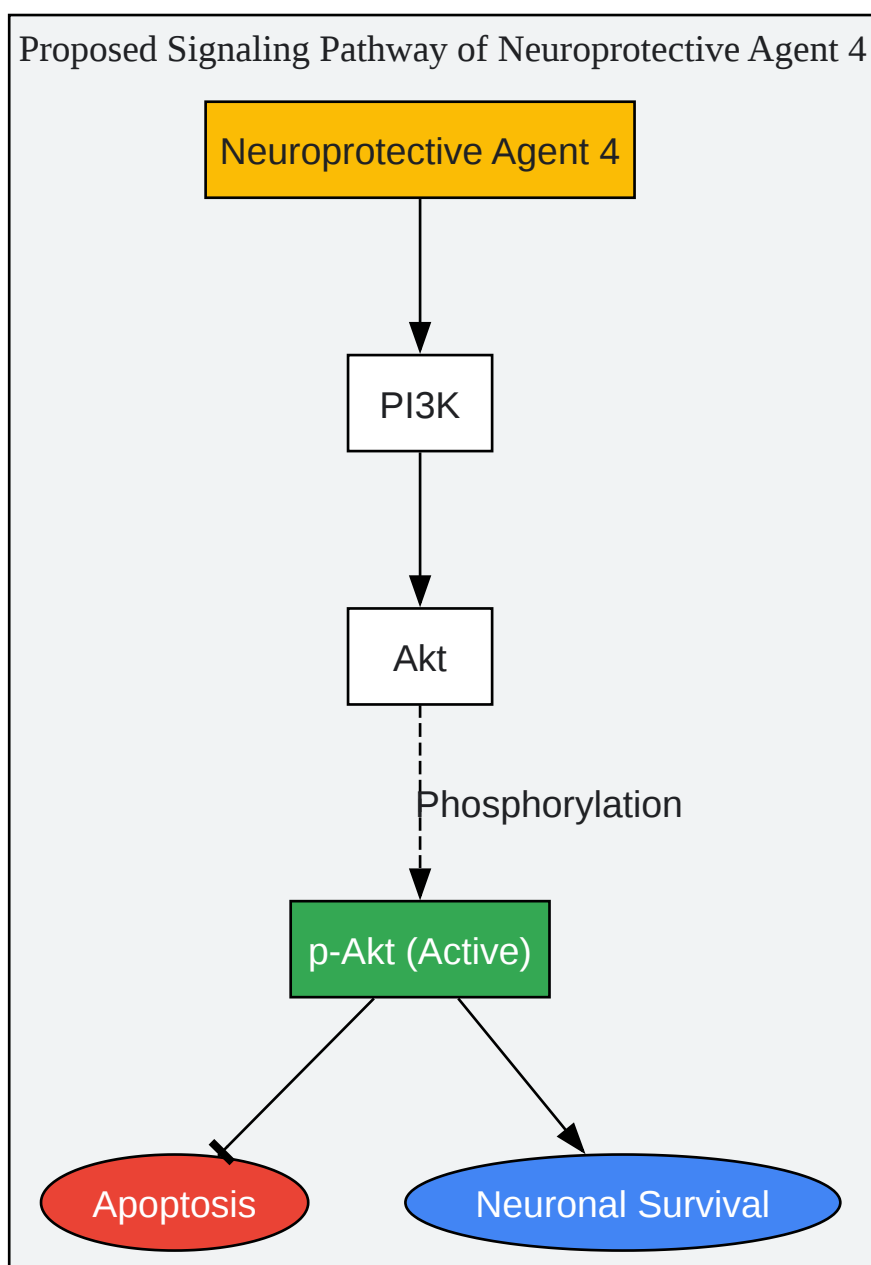 Proposed Signaling Pathway of Neuroprotective Agent 4
Neuroprotective Agent 4
PI3K
Akt
Phosphorylation
p-Akt (Active)
Apoptosis
Neuronal Survival